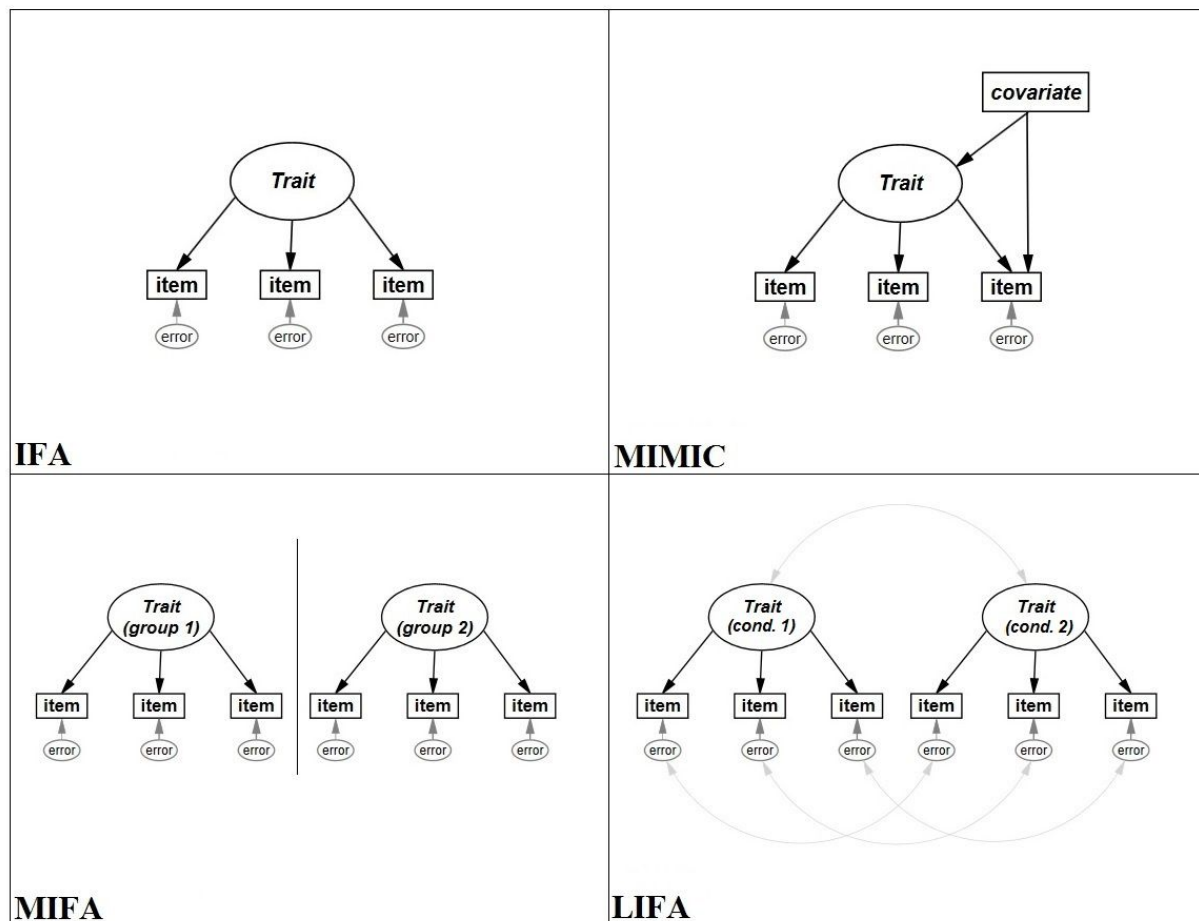 Trait
item
item
item
error
error
error
IFA
covariate
Trait
item
item
item
error
error
error
MIMIC
Trait
(group 1)
item
item
item
error
error
error
Trait
(group 2)
item
item
item
error
error
error
MIFA
Trait
(cond. 1)
item
item
item
error
error
error
Trait
(cond. 2)
item
item
item
error
error
error
LIFA